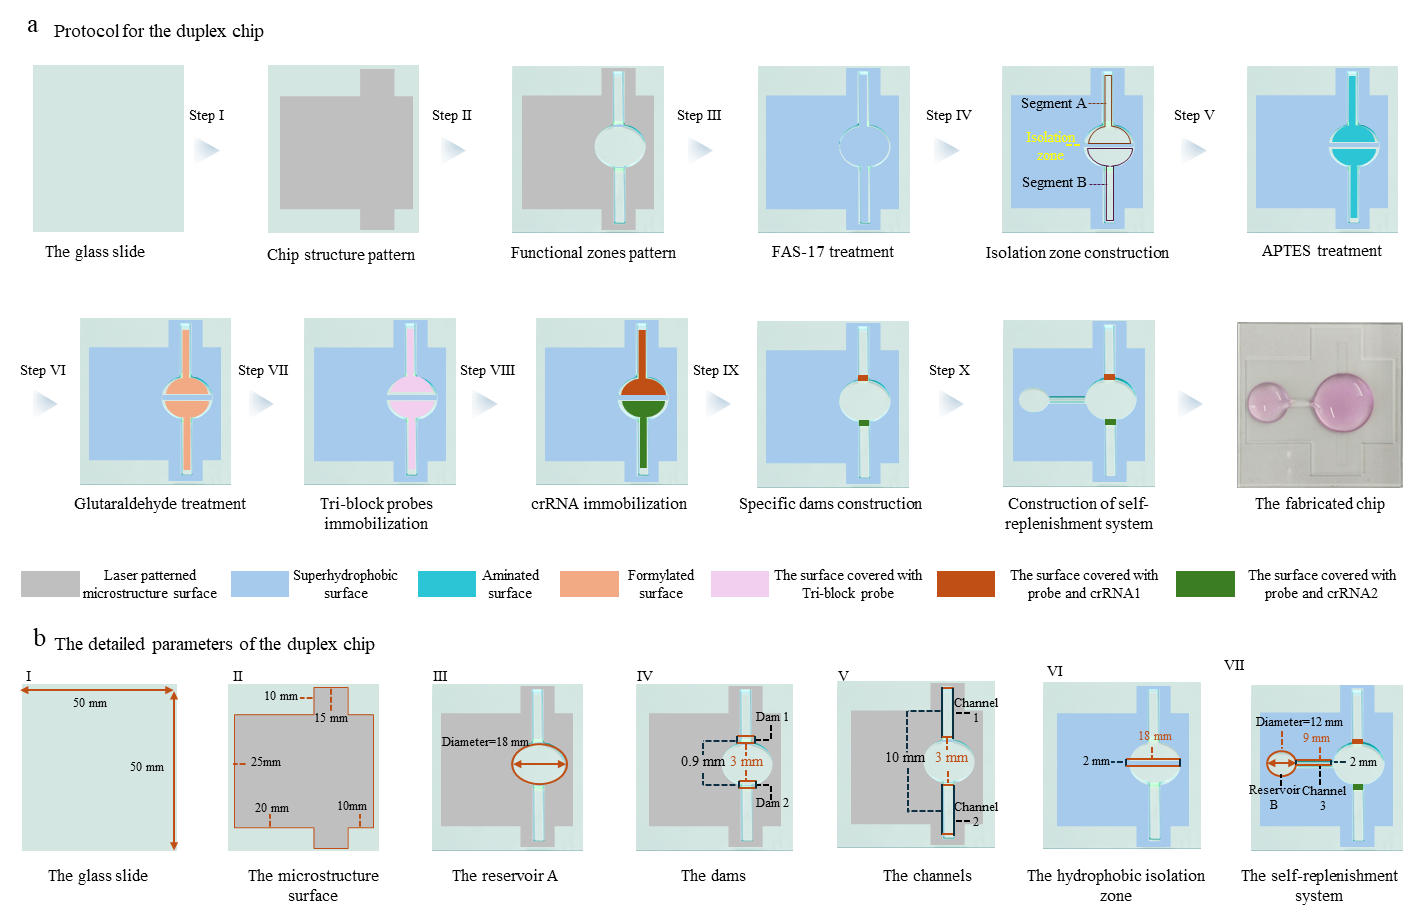 a Protocol for the duplex chip
Step I
Step II
Step III
Step IV
Step V
Segment A
Isolation
zone
Segment B
The glass slide
Chip structure pattern
Functional zones pattern
FAS-17 treatment
Isolation zone construction
APTES treatment
Step VI
Step VII
Step VIII
Step IX
Step X
Glutaraldehyde treatment
Tri-block probes
immobilization
crRNA immobilization
Specific dams construction
Construction of self-
replenishment system
The fabricated chip
Laser patterned
microstructure surface
Superhydrophobic
surface
Aminated
surface
Formylated
surface
The surface covered with
Tri-block probe
The surface covered with
probe and crRNA1
The surface covered with
probe and crRNA2
b The detailed parameters of the duplex chip
I
50 mm
50 mm
The glass slide
II
10 mm
15 mm
25mm
20 mm
10mm
The microstructure
surface
III
Diameter=18 mm
The reservoir A
IV
Dam 1
0.9 mm
3 mm
Dam 2
The dams
V
Channel
1
10 mm
3 mm
Channel
2
The channels
VI
18 mm
2 mm
The hydrophobic isolation
zone
VII
Diameter=12 mm
9 mm
2 mm
Reservoir
B
Channel
3
The self-replenishment
system